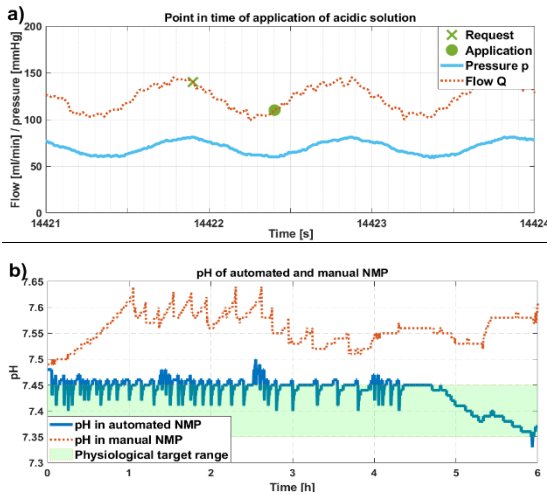 a)
Point in time of application of acidic solution
Flow [ml/min] / pressure [mmHg]
200
150
100
50
0
Request
Application
Pressure p
Flow Q
14421
14422
14423
14424
Time [s]
b)
pH of automated and manual NMP
pH
7.65
7.6
7.55
7.5
7.45
7.4
7.35
7.3
pH in automated NMP
pH in manual NMP
Physiological target range
0
1
2
3
4
5
6
Time [h]